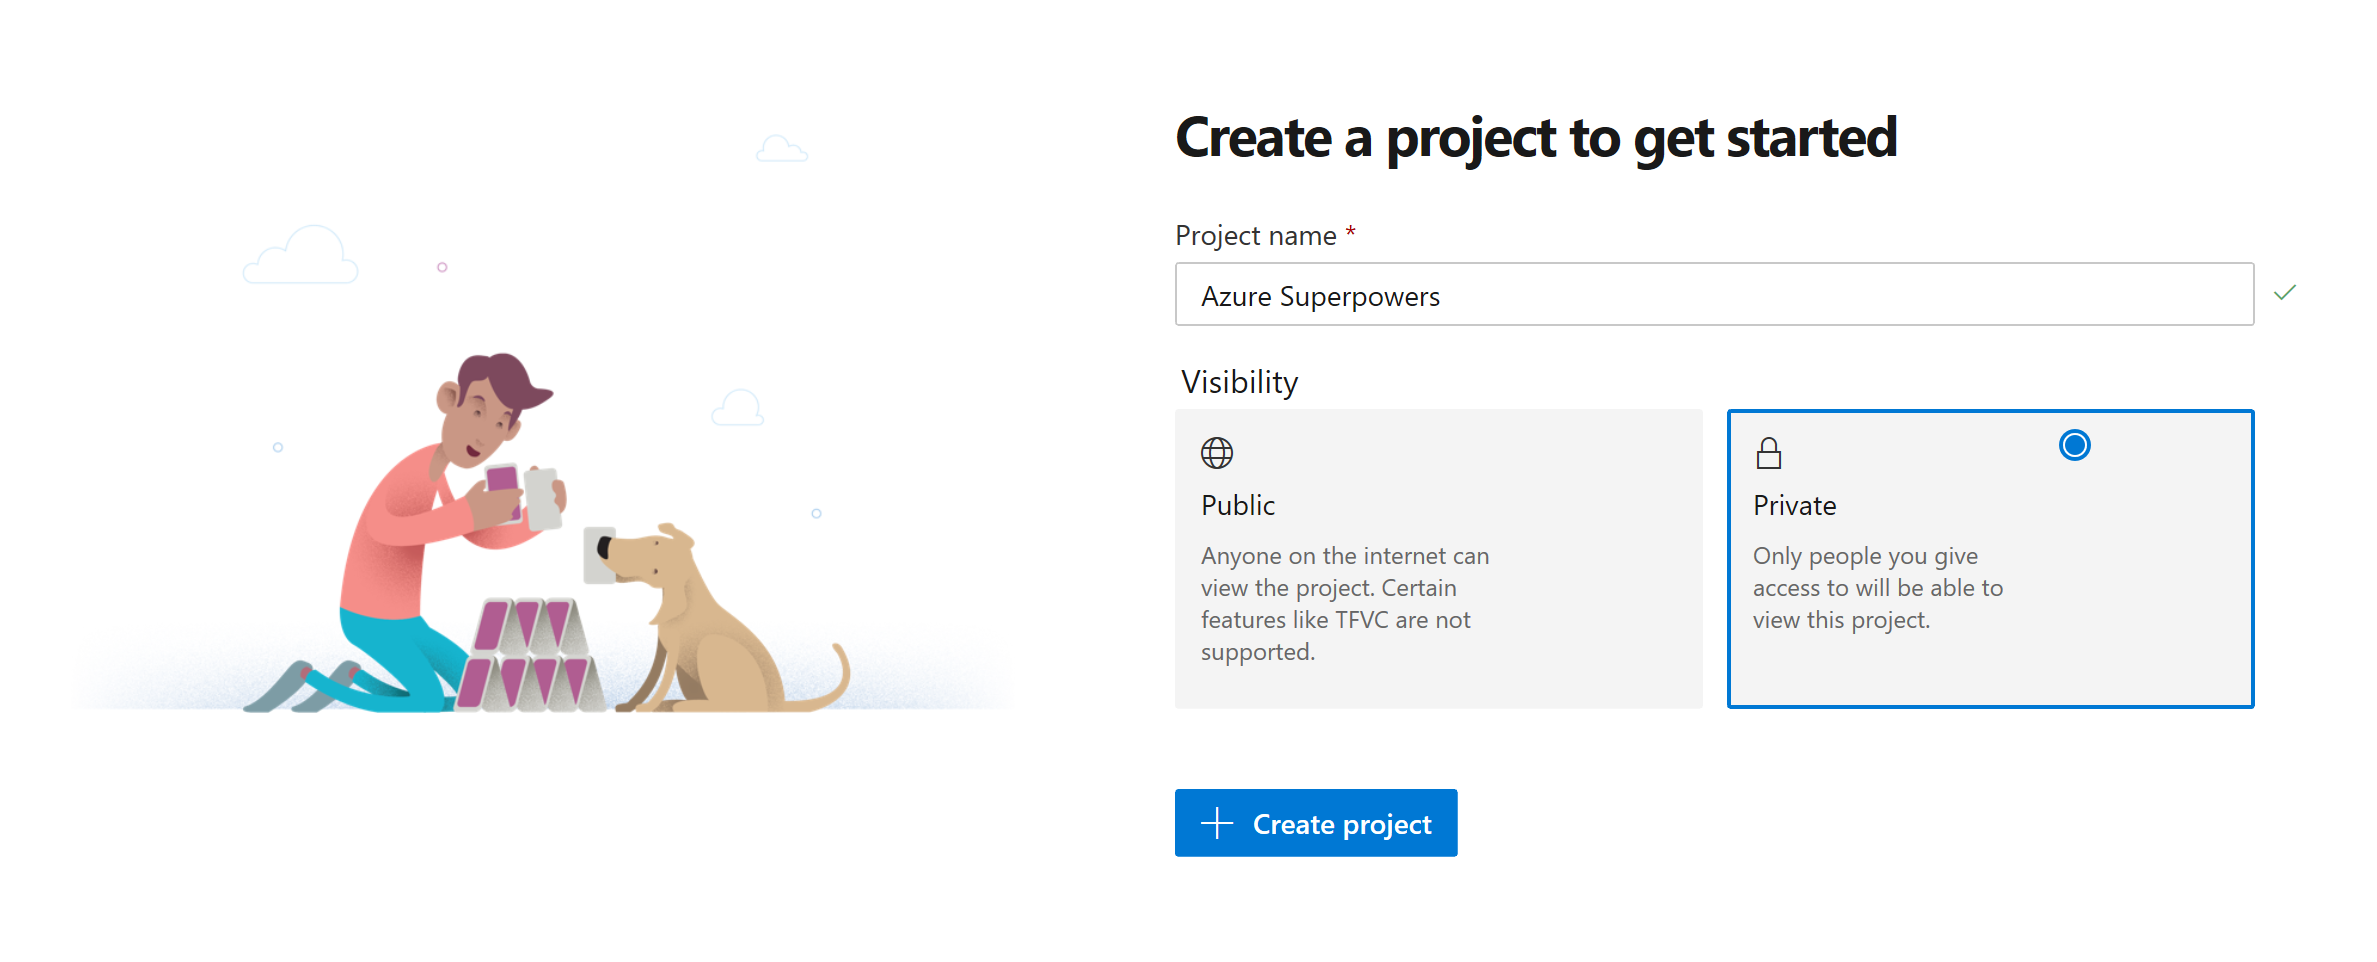 Create a project to get started
Project name *
Azure Superpowers
Visibility
Public
Anyone on the internet can
view the project. Certain
features like TFVC are not
supported.
Private
Only people you give
access to will be able to
view this project.
Create project